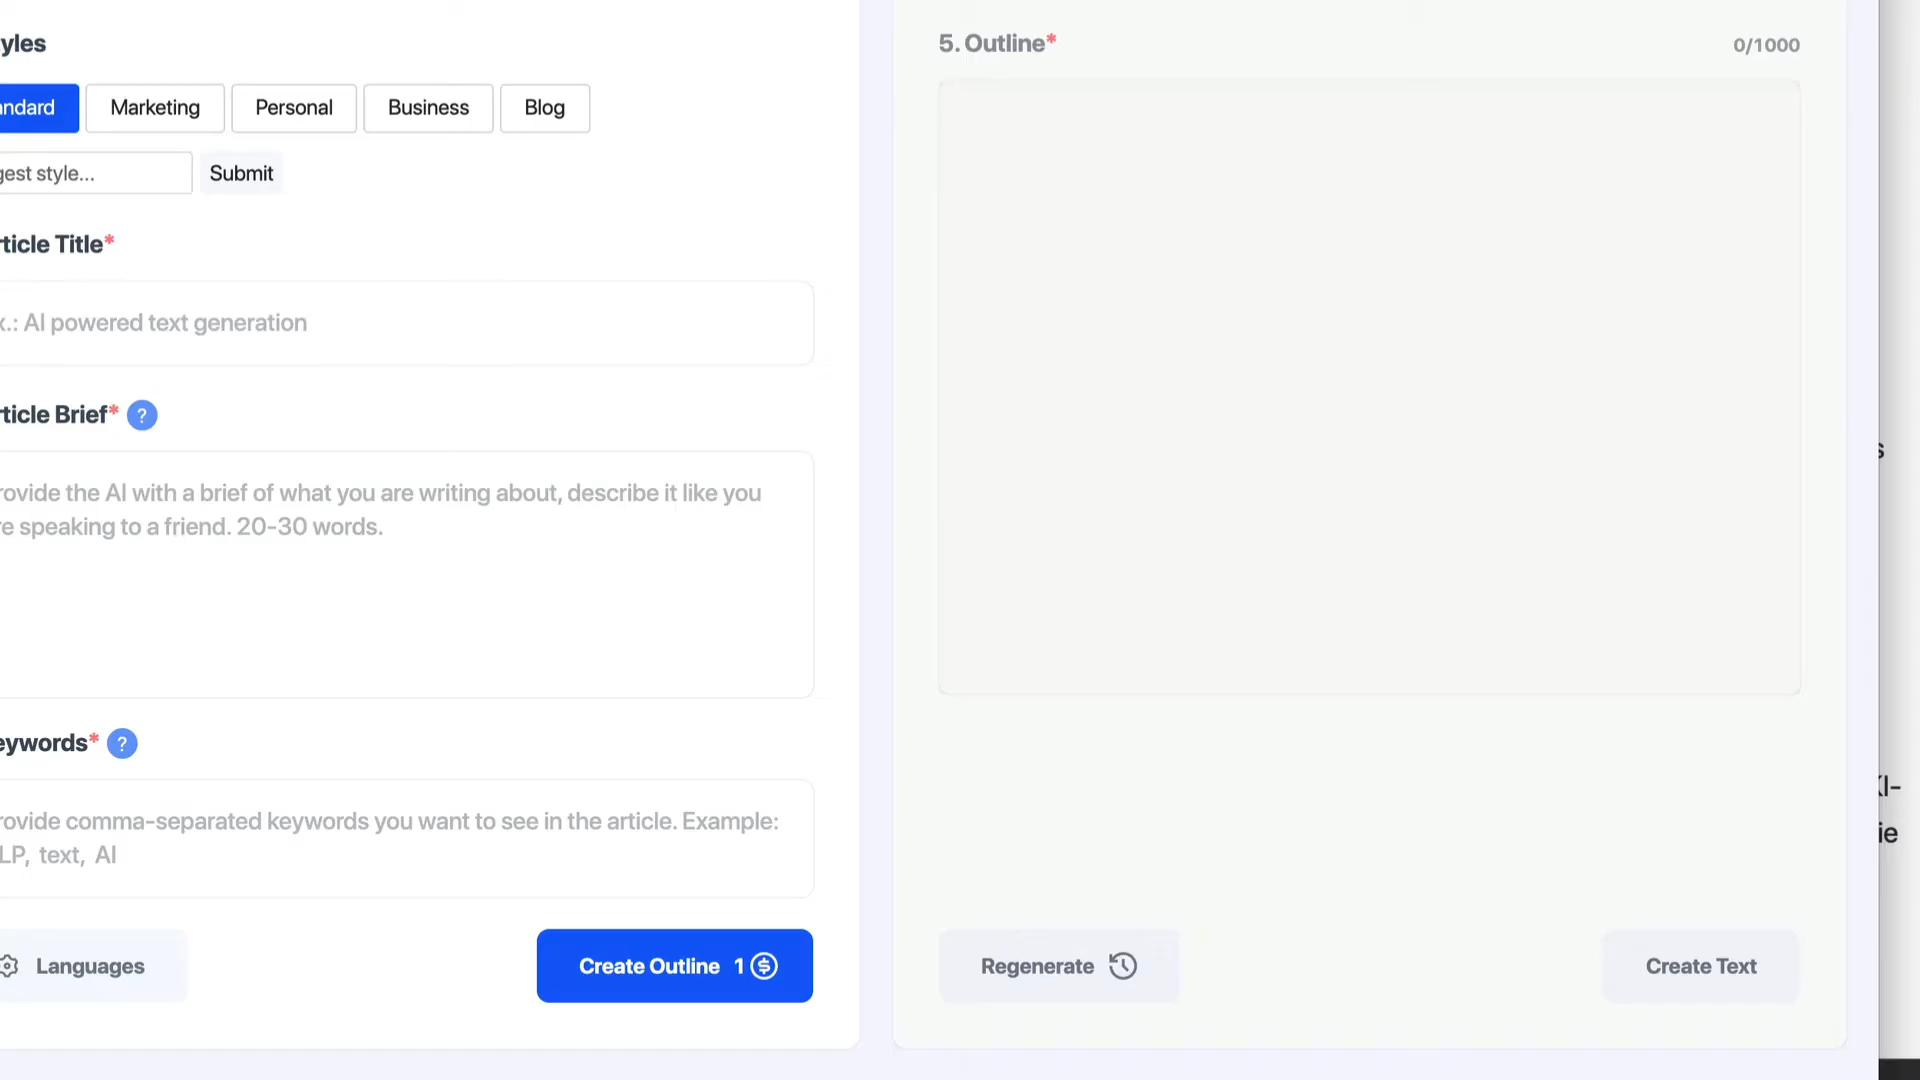 yles
ndard
Marketing
Personal
Business
Blog
gest style...
Submit
ticle Title*
x.: AI powered text generation
ticle Brief* ?
rovide the AI with a brief of what you are writing about, describe it like you
re speaking to a friend. 20-30 words.
eywords* ?
rovide comma-separated keywords you want to see in the article. Example:
LP, text, AI
Languages
Create Outline 1
5. Outline*
0/1000
Regenerate
Create Text
s
KI-
ie